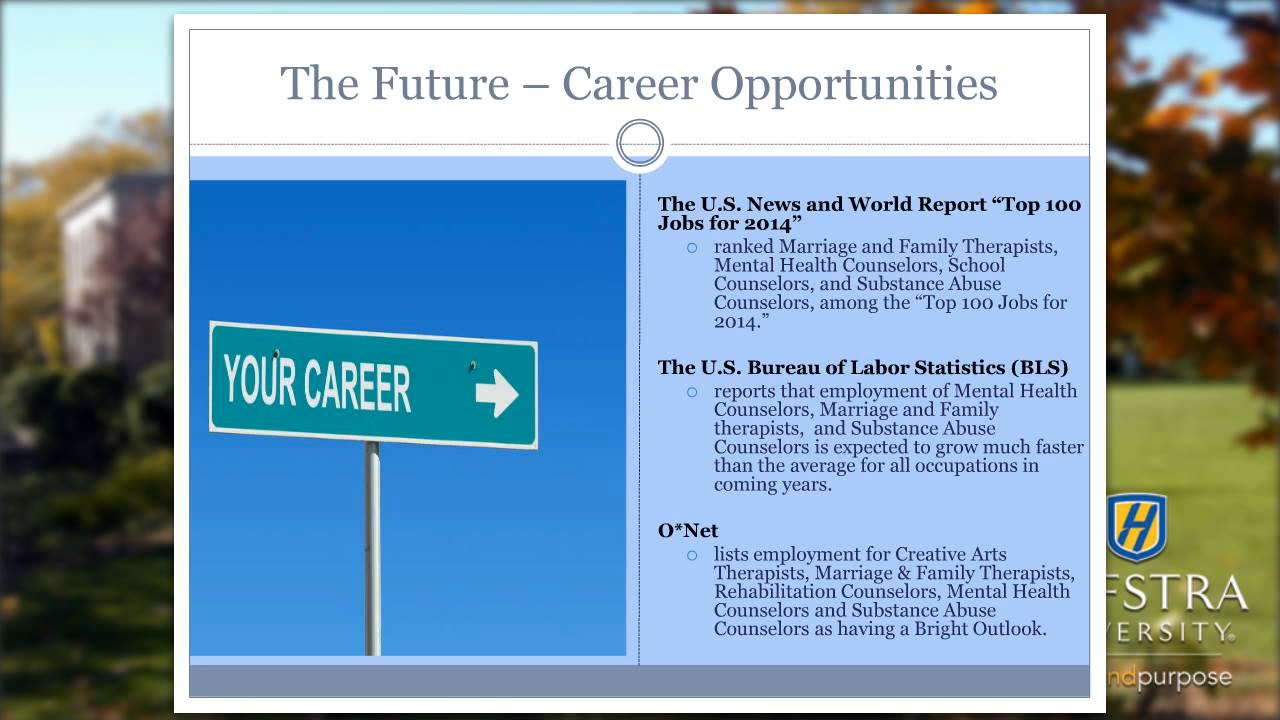 The Future – Career Opportunities
YOUR CAREER
The U.S. News and World Report “Top 100
Jobs for 2014”
ranked Marriage and Family Therapists,
Mental Health Counselors, School
Counselors, and Substance Abuse
Counselors, among the “Top 100 Jobs for
2014.”
The U.S. Bureau of Labor Statistics (BLS)
reports that employment of Mental Health
Counselors, Marriage and Family
therapists,  and Substance Abuse
Counselors is expected to grow much faster
than the average for all occupations in
coming years.
O*Net
lists employment for Creative Arts
Therapists, Marriage & Family Therapists,
Rehabilitation Counselors, Mental Health
Counselors and Substance Abuse
Counselors as having a Bright Outlook.
H
FSTRA
VERSITY®
ndpurpose